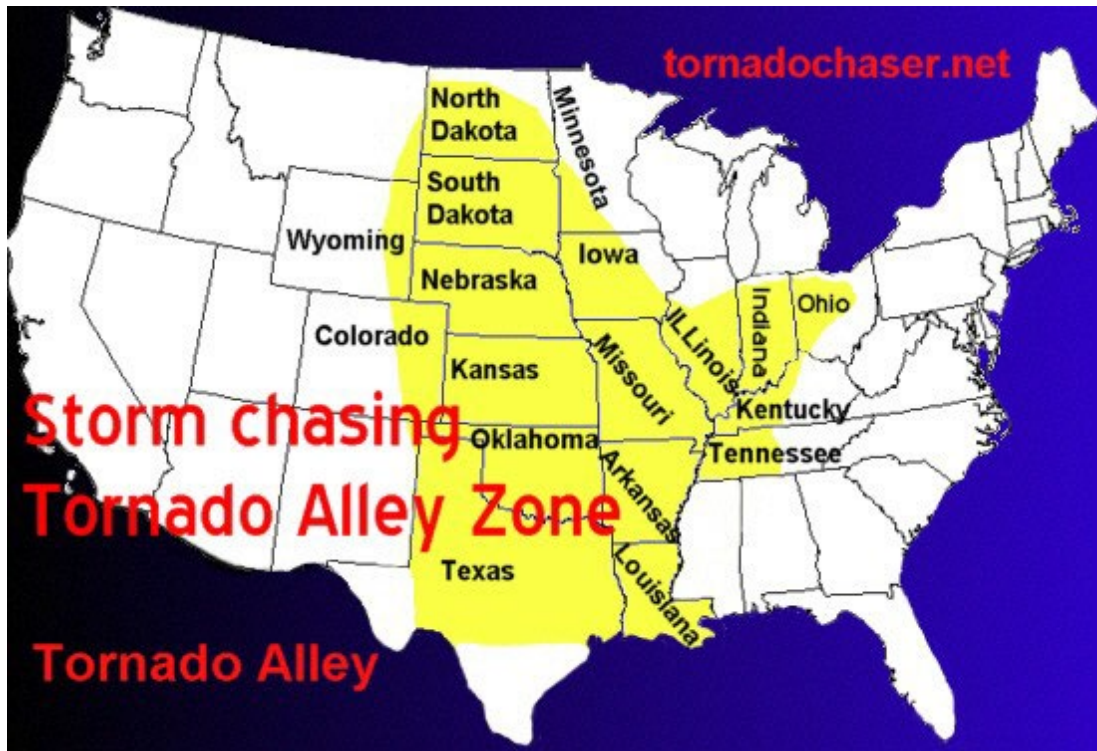 tornadochaser.net
North
Dakota
Minnesota
South
Dakota
Wyoming
Iowa
Nebraska
Indiana
Ohio
Colorado
ILLinois
Missouri
Kansas
Storm chasing
Kentucky
Oklahoma
Tennessee
Arkansas
Tornado Alley Zone
Texas
Louisiana
Tornado Alley